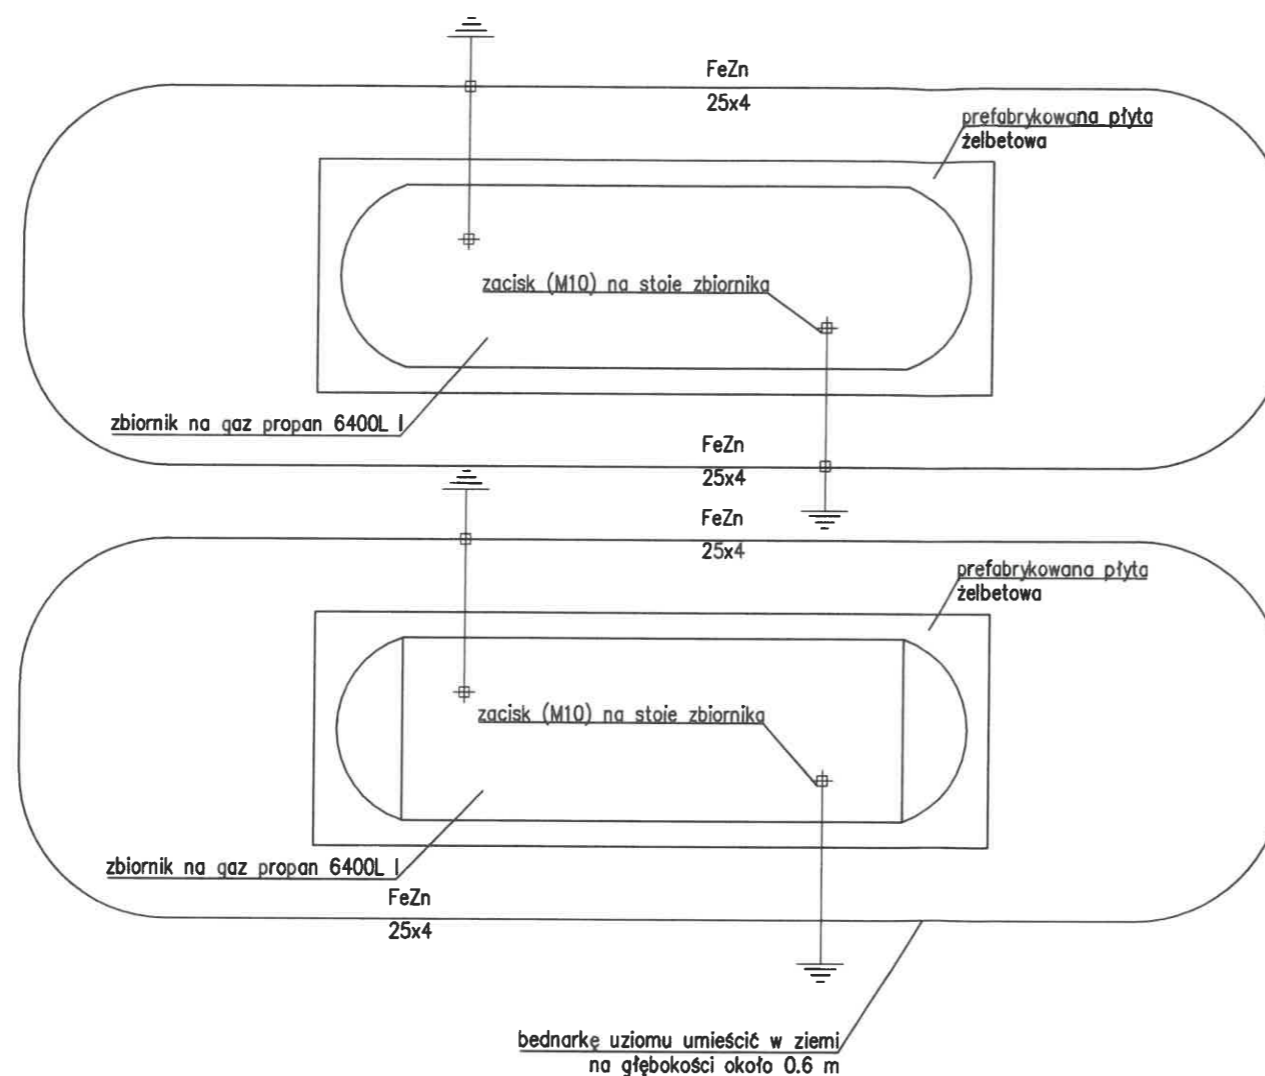 FeZn
25x4
prefabrykowana płyta
żelbetowa
zacisk (M10) na stoie zbiornika
zbiornik na gaz propan 6400L l
FeZn
25x4
FeZn
25x4
prefabrykowana płyta
żelbetowa
zacisk (M10) na stoie zbiornika
zbiornik na gaz propan 6400L l
FeZn
25x4
bednarkę uziomu umieścić w ziemi
na głębokości około 0.6 m